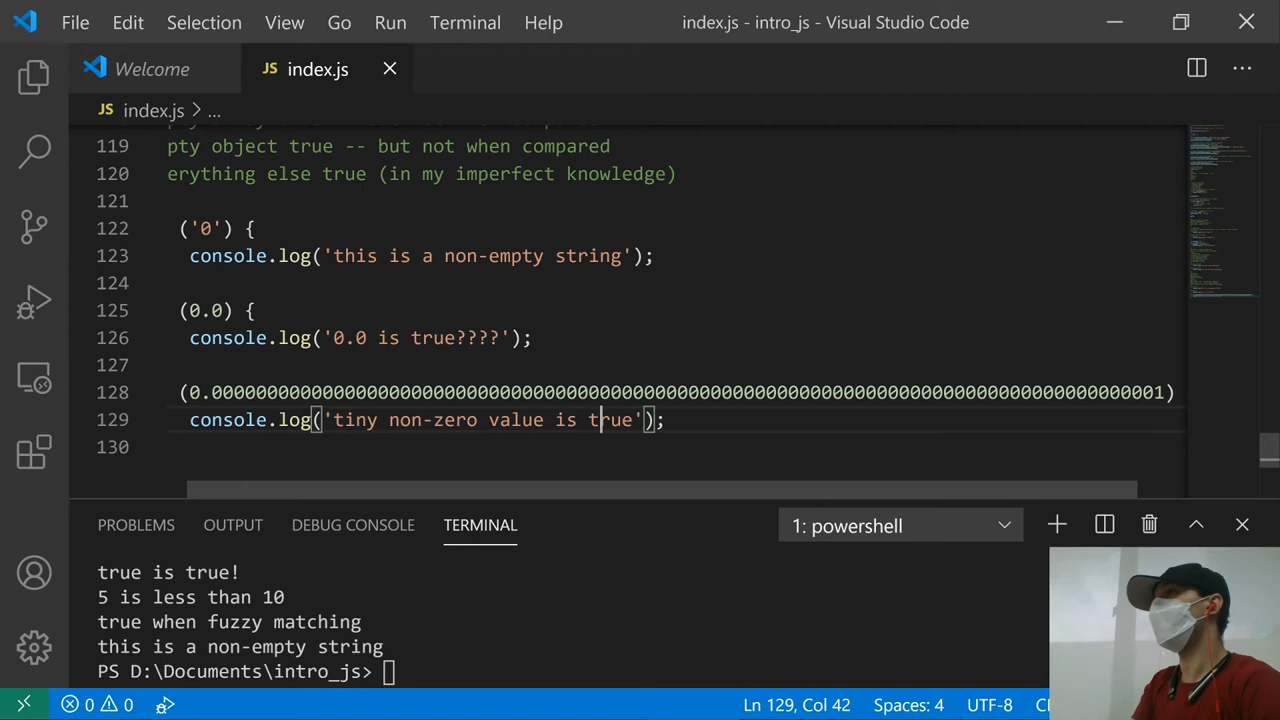 File Edit Selection View Go Run Terminal Help index.js - intro_js - Visual Studio Code
Welcome JS index.js
JS index.js > ...
119 pty object true -- but not when compared
120 erything else true (in my imperfect knowledge)
121
122 ('0') {
123 console.log('this is a non-empty string');
124
125 (0.0) {
126 console.log('0.0 is true????');
127
128
129 console.log('tiny non-zero value is true');
130
PROBLEMS OUTPUT DEBUG CONSOLE TERMINAL 1: powershell
true is true!
5 is less than 10
true when fuzzy matching
this is a non-empty string
PS D:\Documents\intro_js>
0 0 Ln 129, Col 42 Spaces: 4 UTF-8